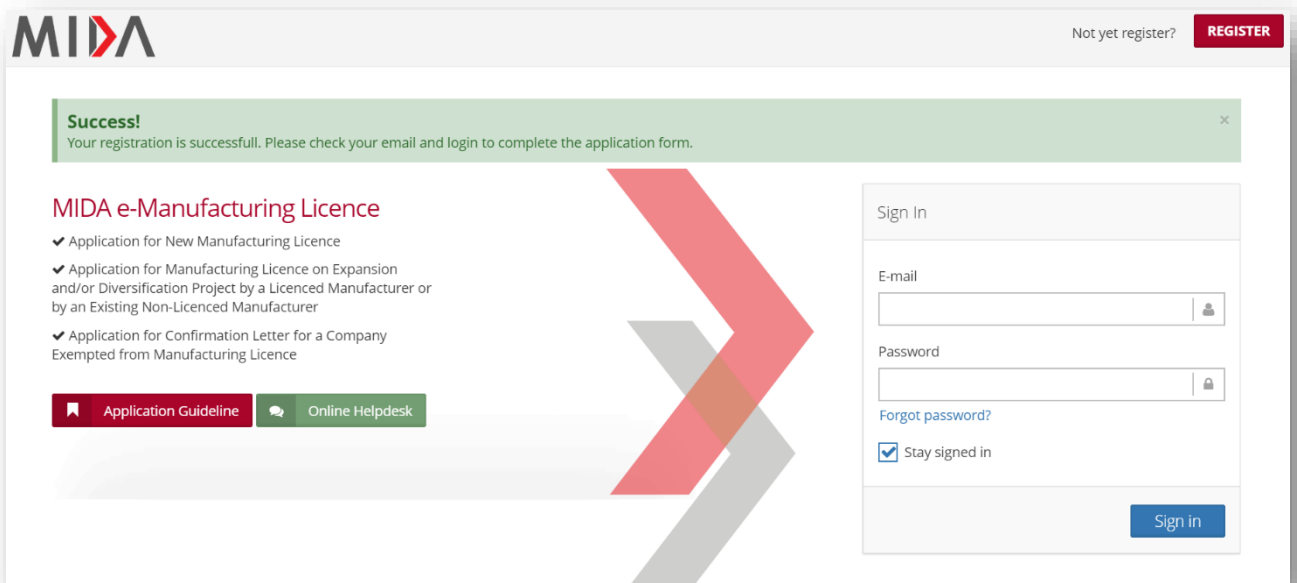 MIDA
Not yet register?
REGISTER
Success!
×
Your registration is successfull. Please check your email and login to complete the application form.
MIDA e-Manufacturing Licence
✔ Application for New Manufacturing Licence
✔ Application for Manufacturing Licence on Expansion
and/or Diversification Project by a Licenced Manufacturer or
by an Existing Non-Licenced Manufacturer
✔ Application for Confirmation Letter for a Company
Exempted from Manufacturing Licence
Application Guideline
Online Helpdesk
Sign In
E-mail
Password
Forgot password?
Stay signed in
Sign in